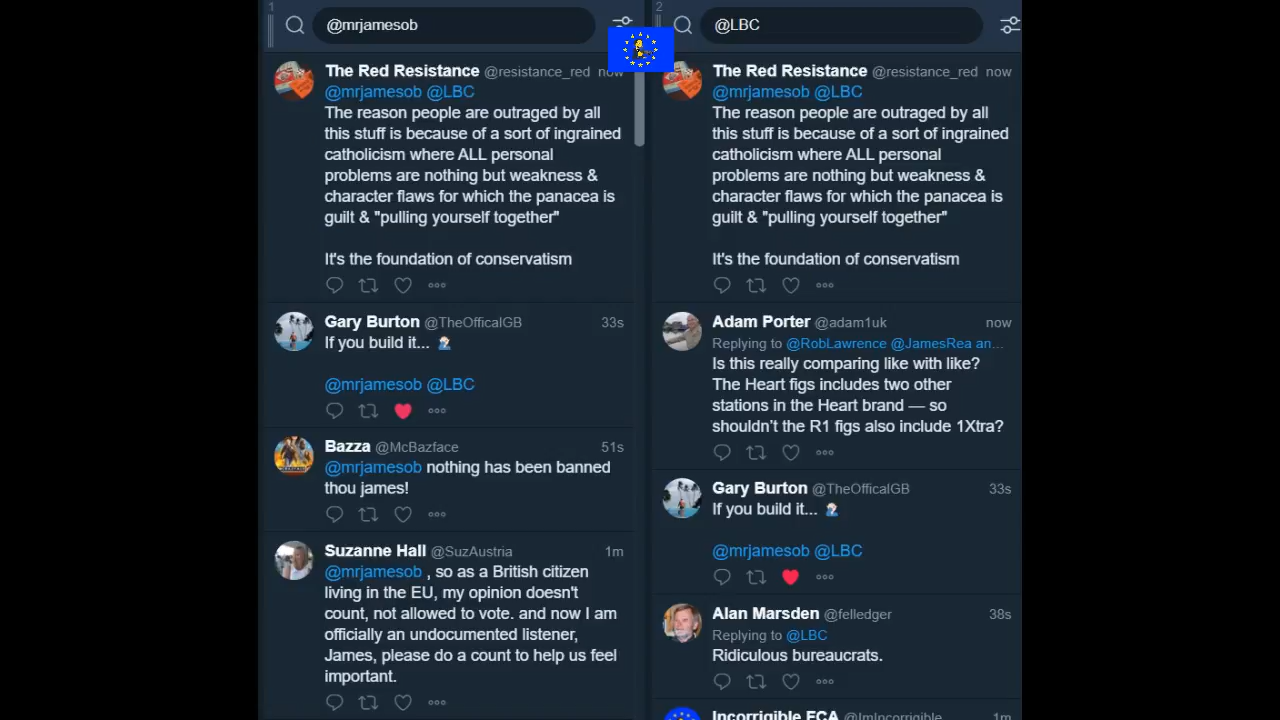 1
@mrjamesob
The Red Resistance @resistance_red now
@mrjamesob @LBC
The reason people are outraged by all
this stuff is because of a sort of ingrained
catholicism where ALL personal
problems are nothing but weakness &
character flaws for which the panacea is
guilt & "pulling yourself together"
It's the foundation of conservatism
Gary Burton @TheOfficalGB 33s
If you build it...
@mrjamesob @LBC
Bazza @McBazface 51s
@mrjamesob nothing has been banned
thou james!
Suzanne Hall @SuzAustria 1m
@mrjamesob , so as a British citizen
living in the EU, my opinion doesn't
count, not allowed to vote. and now I am
officially an undocumented listener,
James, please do a count to help us feel
important.
2
@LBC
The Red Resistance @resistance_red now
@mrjamesob @LBC
The reason people are outraged by all
this stuff is because of a sort of ingrained
catholicism where ALL personal
problems are nothing but weakness &
character flaws for which the panacea is
guilt & "pulling yourself together"
It's the foundation of conservatism
Adam Porter @adam1uk now
Replying to @RobLawrence @JamesRea an...
Is this really comparing like with like?
The Heart figs includes two other
stations in the Heart brand — so
shouldn't the R1 figs also include 1Xtra?
Gary Burton @TheOfficalGB 33s
If you build it...
@mrjamesob @LBC
Alan Marsden @felledger 38s
Replying to @LBC
Ridiculous bureaucrats.
Incorrigible FCA @ImIncorrigible 1m